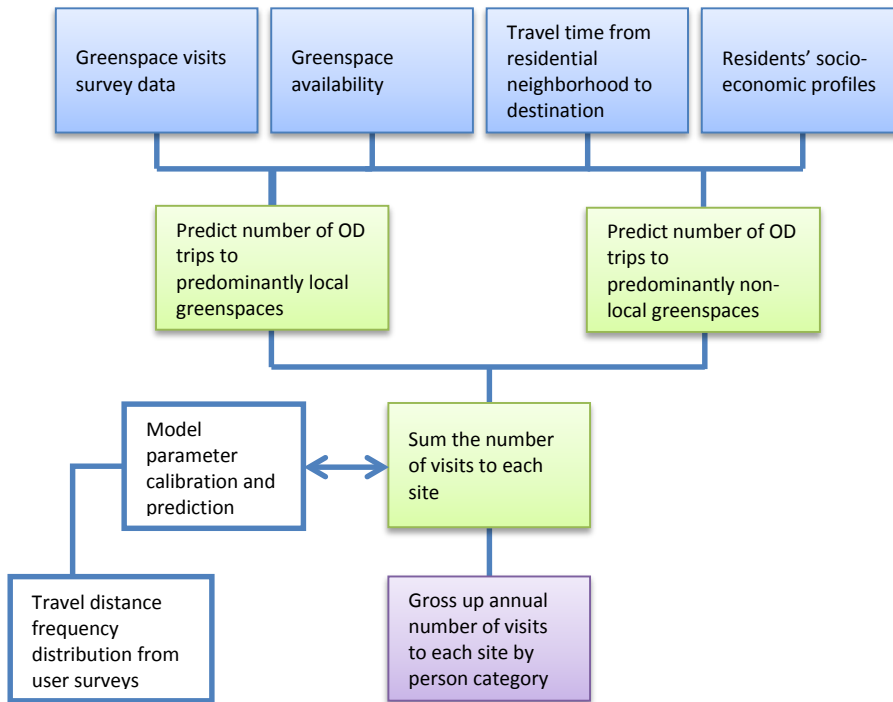 Greenspace visits
survey data
Greenspace
availability
Travel time from
residential
neighborhood to
destination
Residents’ socio-
economic profiles
Predict number of OD
trips to
predominantly local
greenspaces
Predict number of OD
trips to
predominantly non-
local greenspaces
Model
parameter
calibration and
prediction
Sum the number
of visits to each
site
Travel distance
frequency
distribution from
user surveys
Gross up annual
number of visits
to each site by
person category